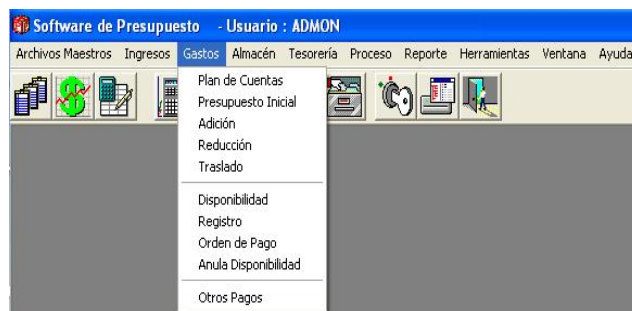 Software de Presupuesto - Usuario : ADMON
Archivos Maestros Ingresos Gastos Almacén Tesorería Proceso Reporte Herramientas Ventana Ayuda
Plan de Cuentas
Presupuesto Inicial
Adición
Reducción
Traslado
Disponibilidad
Registro
Orden de Pago
Anula Disponibilidad
Otros Pagos